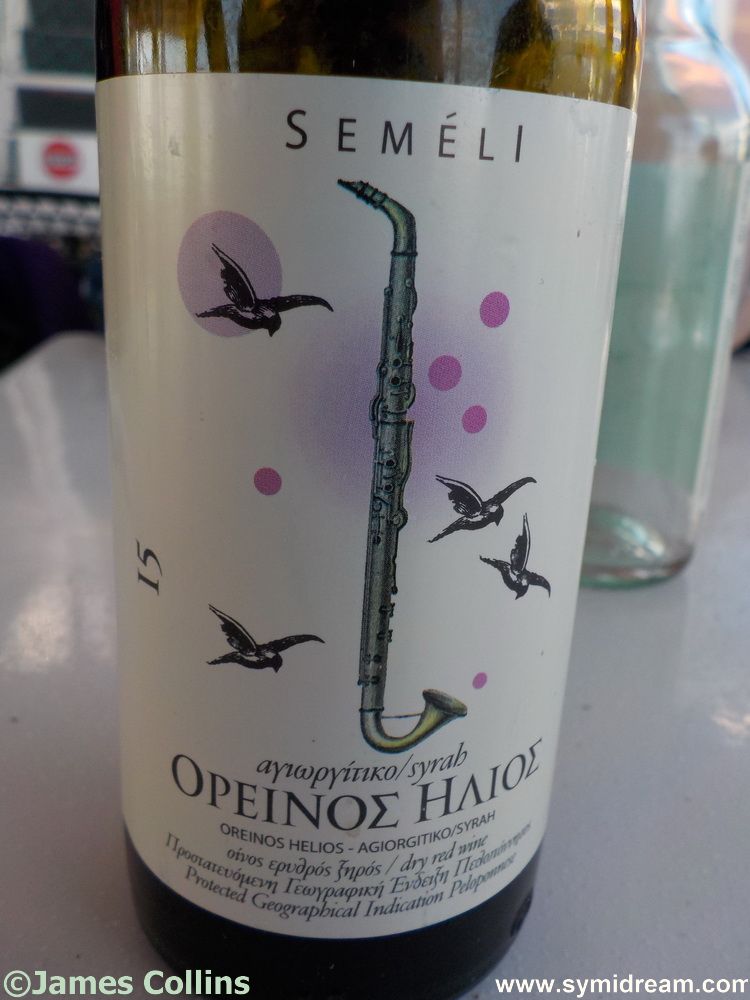 SEMÉLI
15
αγιωργίτικο/syrah
ΟΡΕΙΝΟΣ ΗΛΙΟΣ
OREINOS HELIOS - AGIORGITIKO/SYRAH
οίνος ερυθρός ξηρός / dry red wine
Προστατευόμενη Γεωγραφική Ένδειξη Πελοπόννησος
Protected Geographical Indication Peloponnese
©James Collins
www.symidream.com